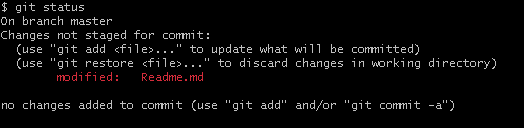 $ git status
On branch master
Changes not staged for commit:
  (use "git add <file>..." to update what will be committed)
  (use "git restore <file>..." to discard changes in working directory)
        modified:   Readme.md

no changes added to commit (use "git add" and/or "git commit -a")